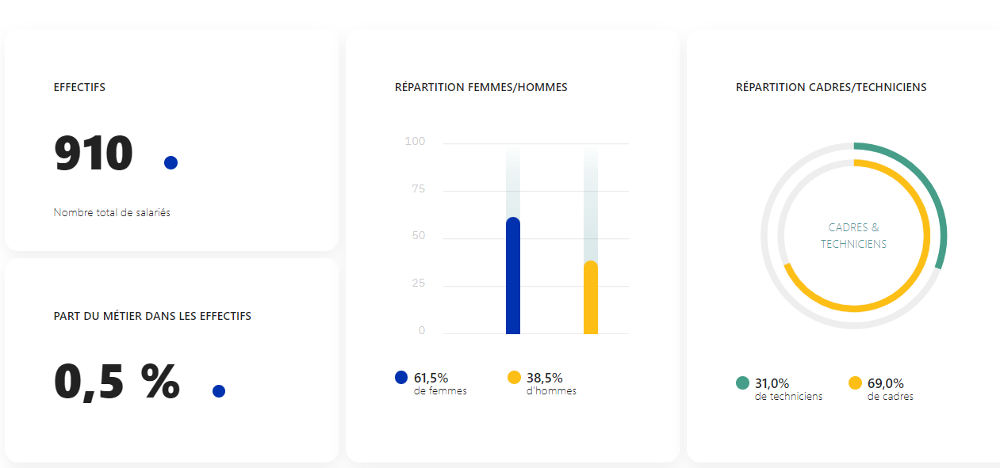 EFFECTIFS
910
Nombre total de salariés
PART DU MÉTIER DANS LES EFFECTIFS
0,5 %
RÉPARTITION FEMMES/HOMMES
100
75
50
25
0
61,5%
de femmes
38,5%
d'hommes
RÉPARTITION CADRES/TECHNICIENS
CADRES &
TECHNICIENS
31,0%
de techniciens
69,0%
de cadres